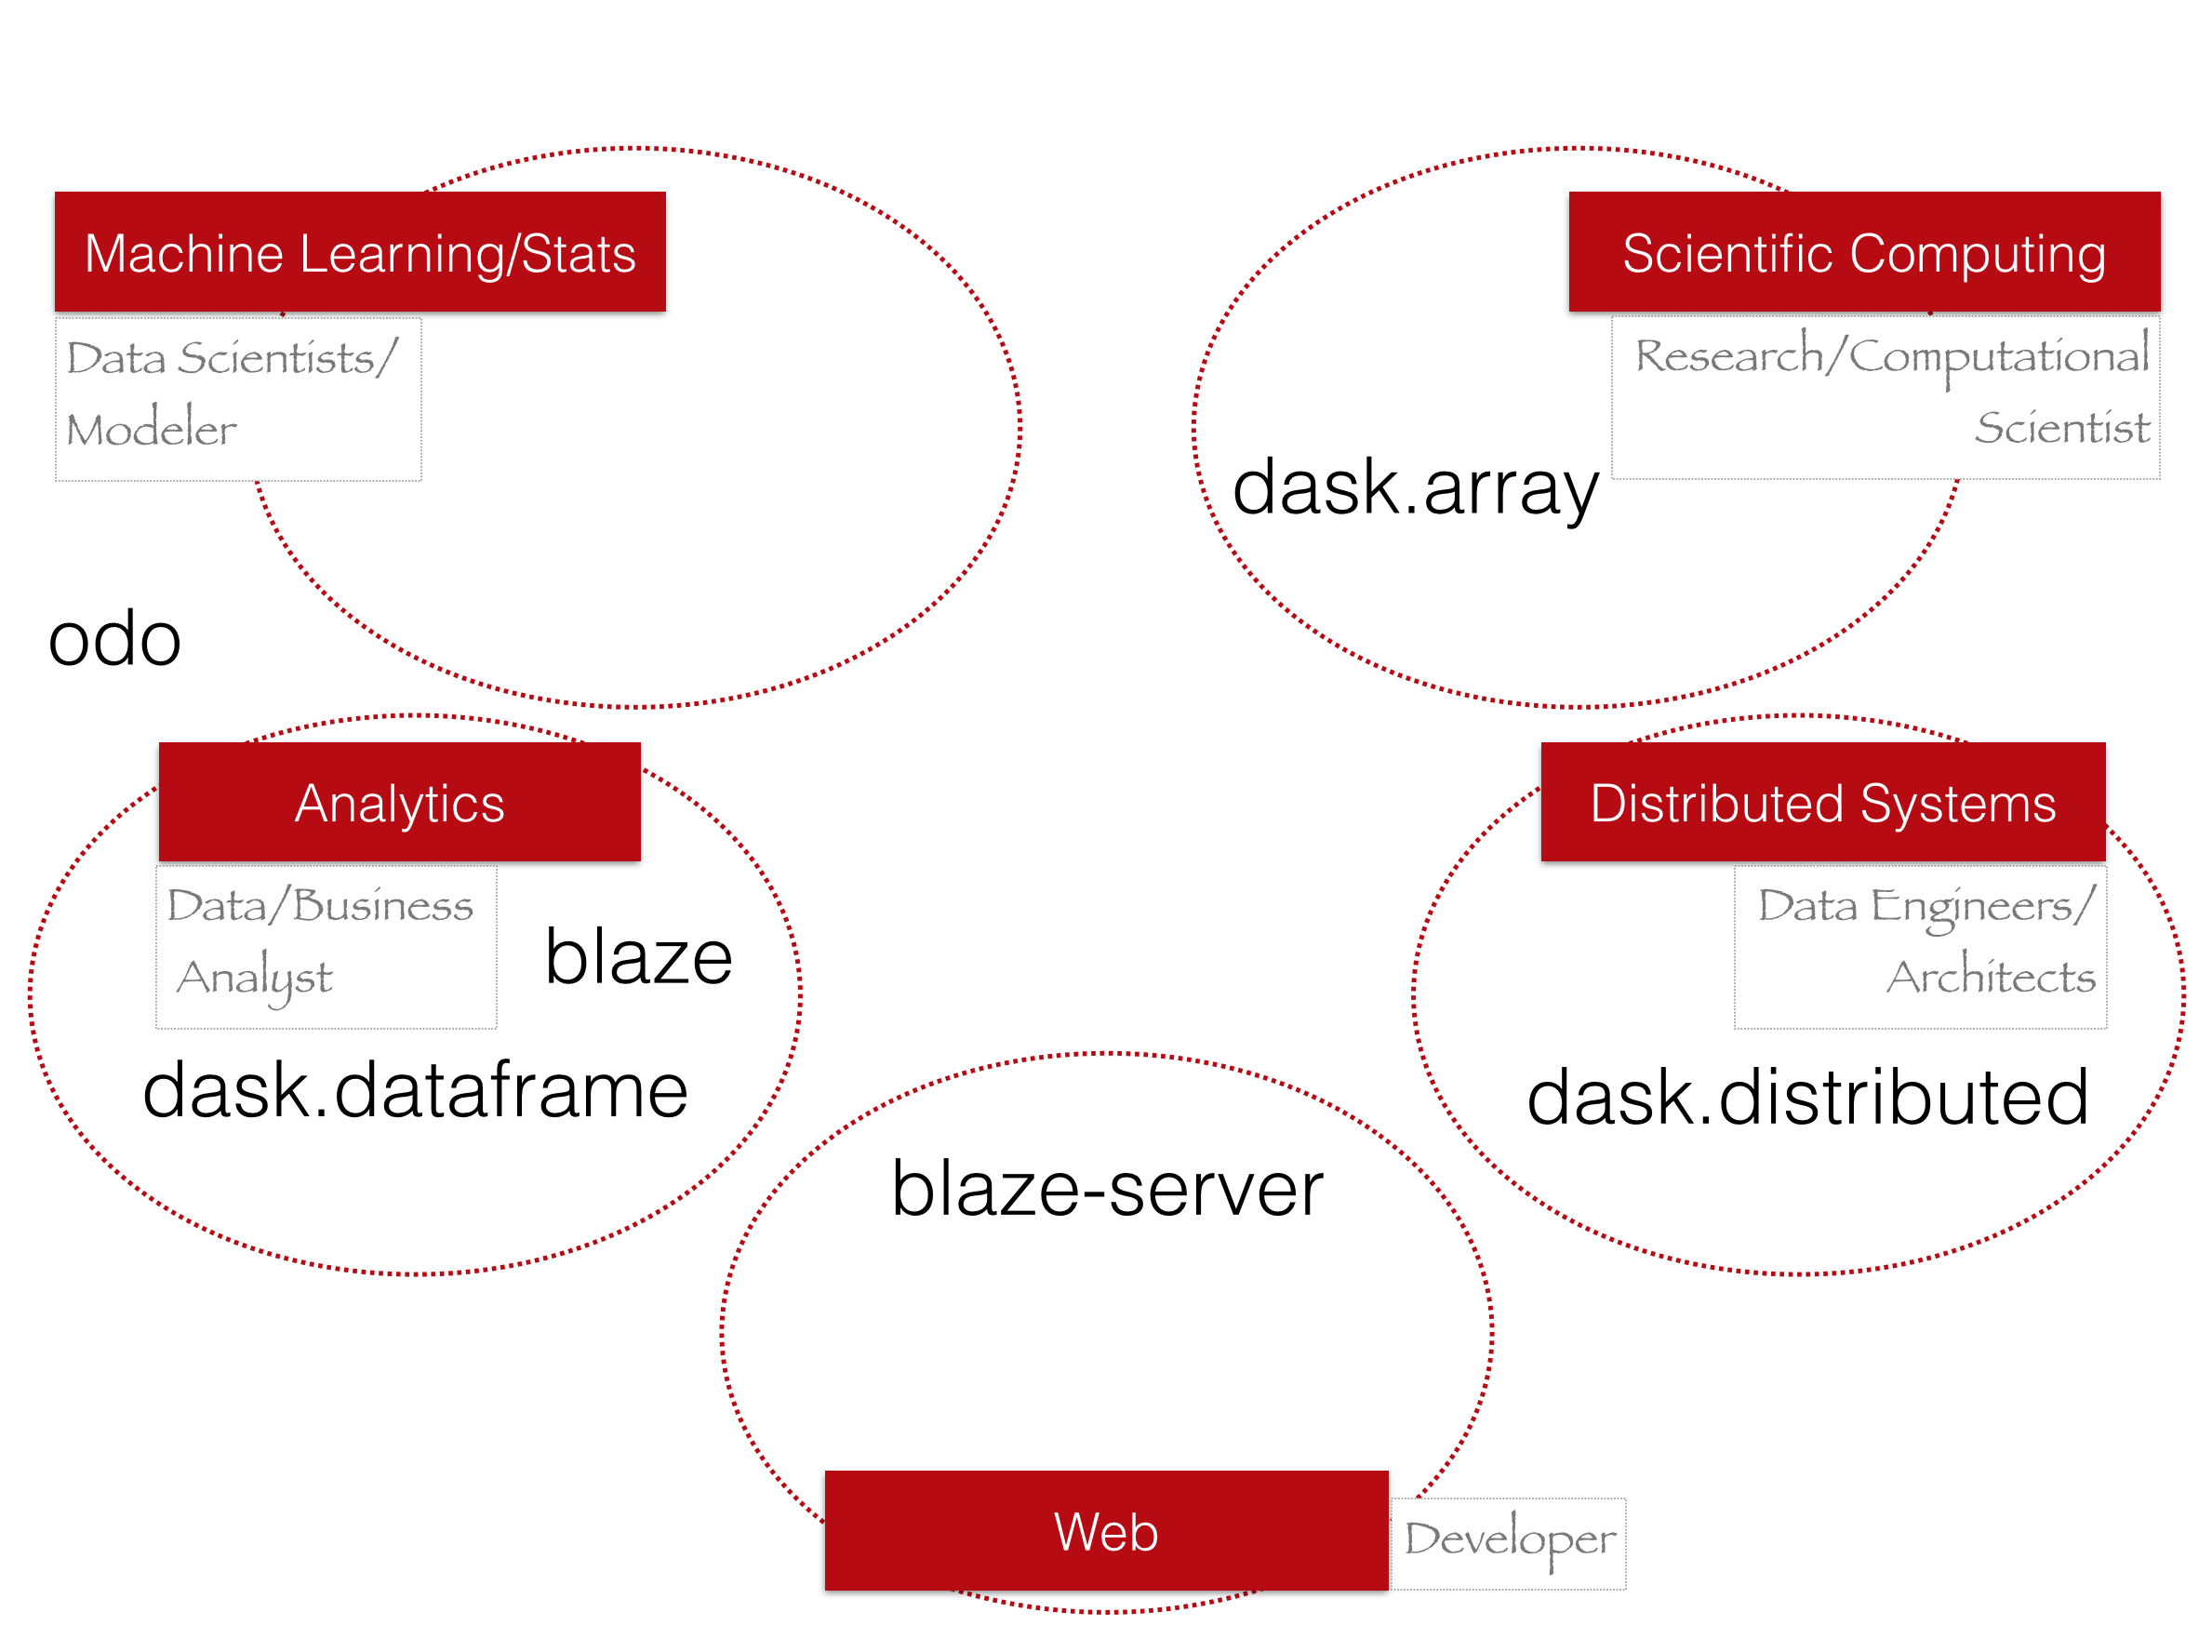 Machine Learning/Stats
Data Scientists/
Modeler
Scientific Computing
Research/Computational
Scientist
dask.array
odo
Analytics
Data/Business
Analyst
blaze
dask.dataframe
Distributed Systems
Data Engineers/
Architects
dask.distributed
blaze-server
Web
Developer